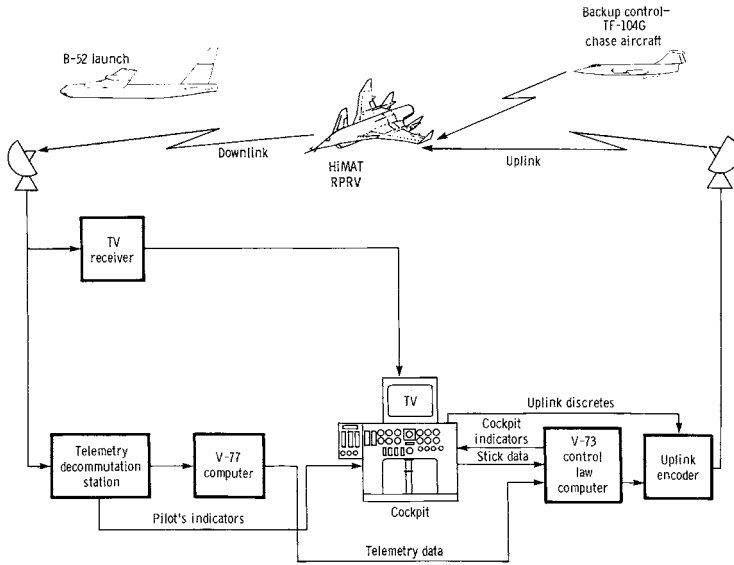 Backup control–
TF-104G
chase aircraft
B-52 launch
Downlink
HiMAT
RPRV
Uplink
TV
receiver
TV
Uplink discretes
Cockpit
indicators
Stick data
Telemetry
decommutation
station
V-77
computer
V-73
control
law
computer
Uplink
encoder
Pilot's indicators
Cockpit
Telemetry data